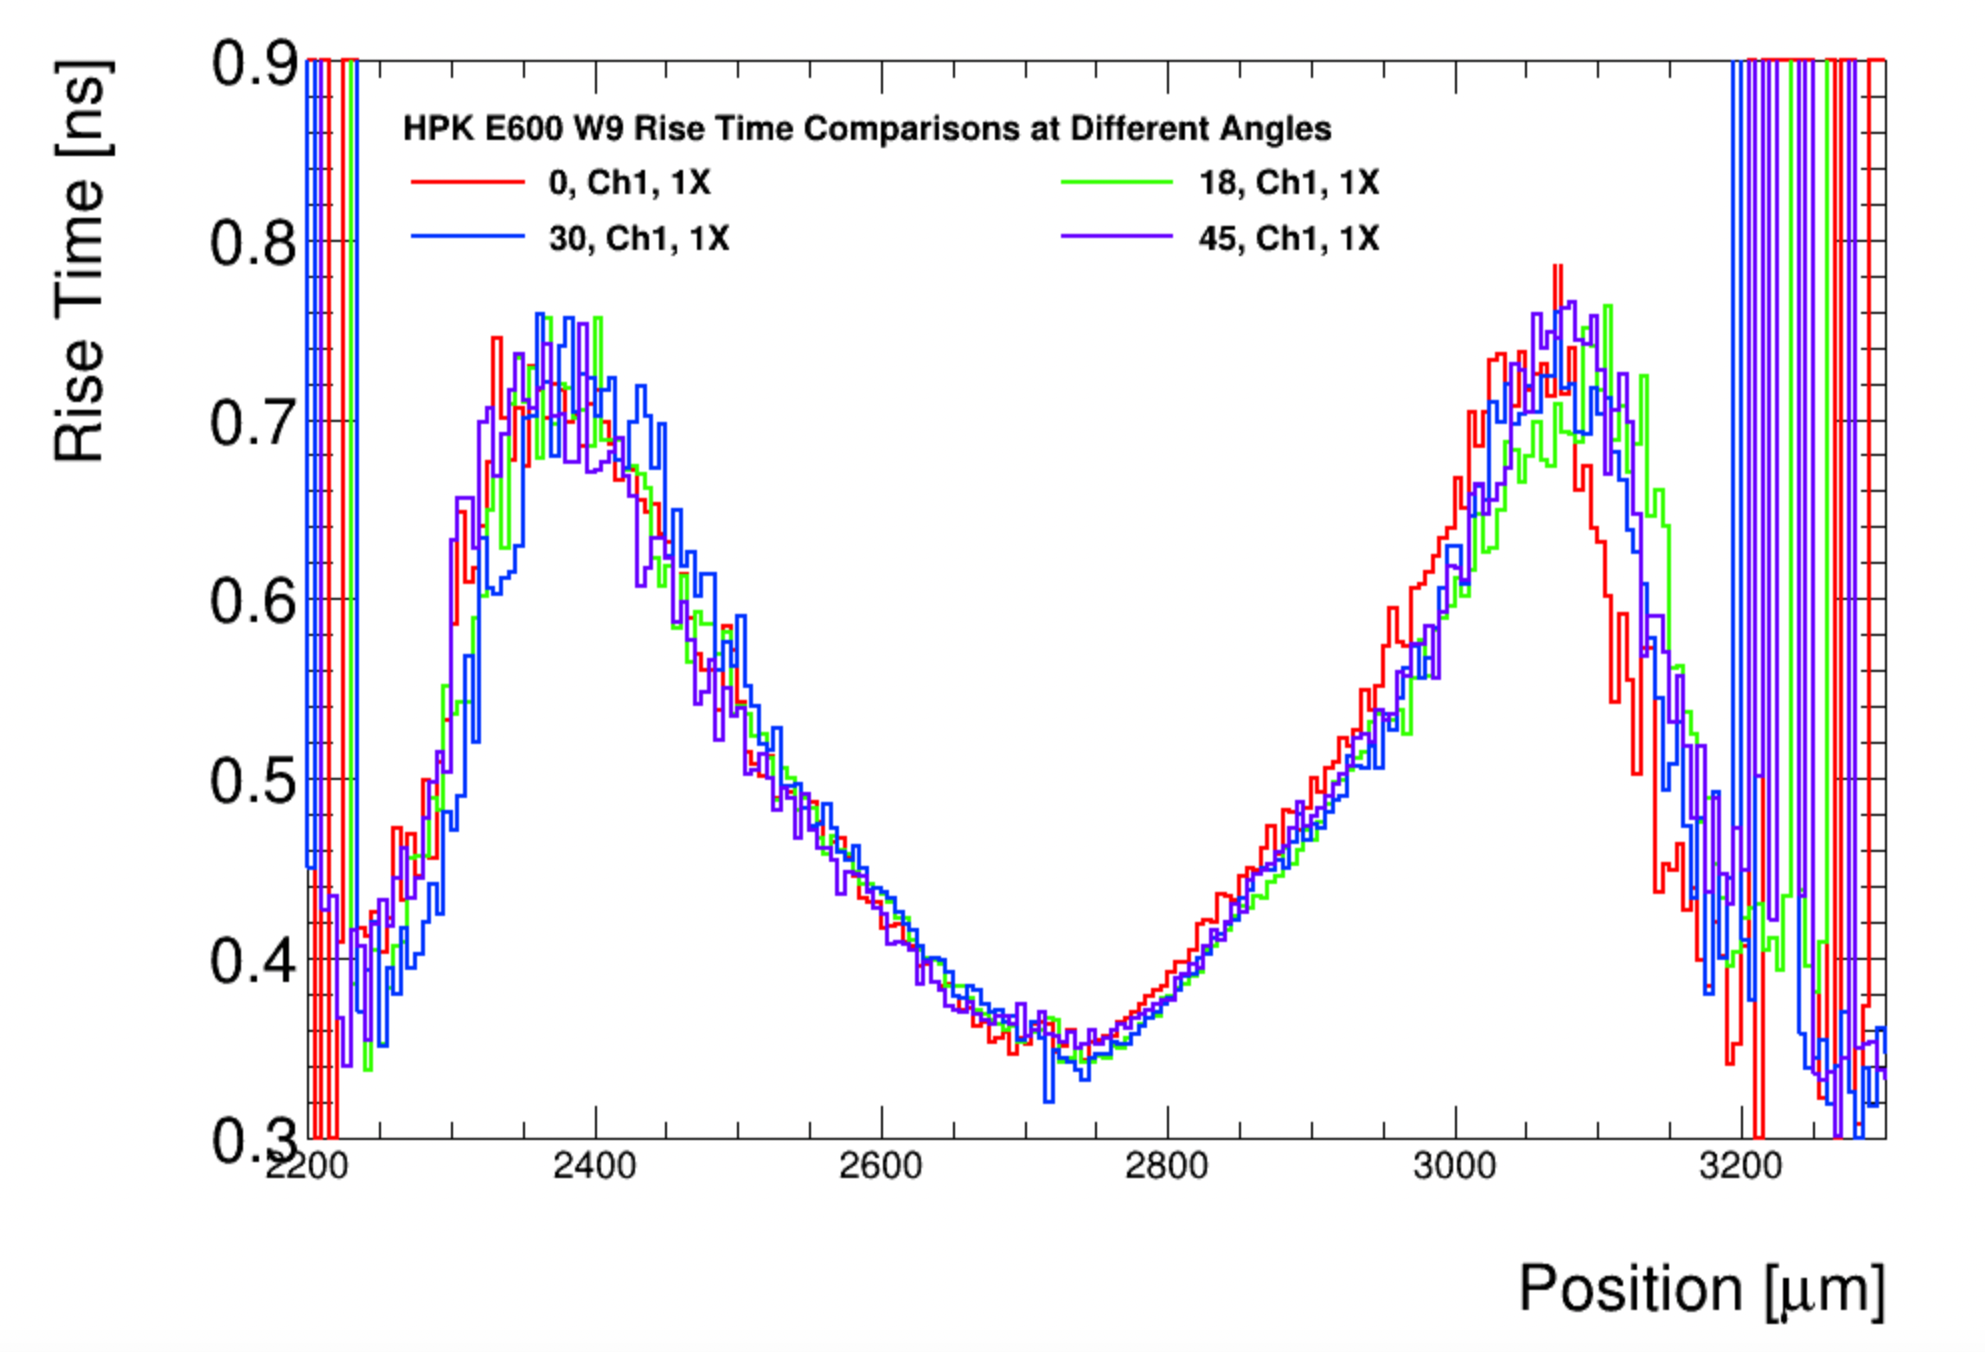 0.9
0.8
0.7
0.6
0.5
0.4
0.3
Rise Time [ns]
HPK E600 W9 Rise Time Comparisons at Different Angles
0, Ch1, 1X 18, Ch1, 1X
30, Ch1, 1X 45, Ch1, 1X
2200 2400 2600 2800 3000 3200
Position [μm]